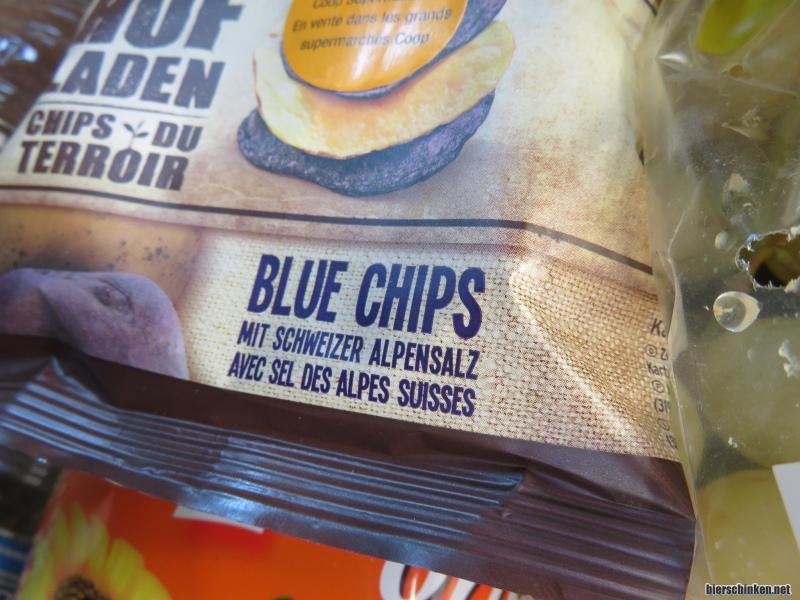 HOF
LADEN
CHIPS DU
TERROIR
Coop
En vente dans les grands
supermarchés Coop
BLUE CHIPS
MIT SCHWEIZER ALPENSALZ
AVEC SEL DES ALPES SUISSES
bierschinken.net